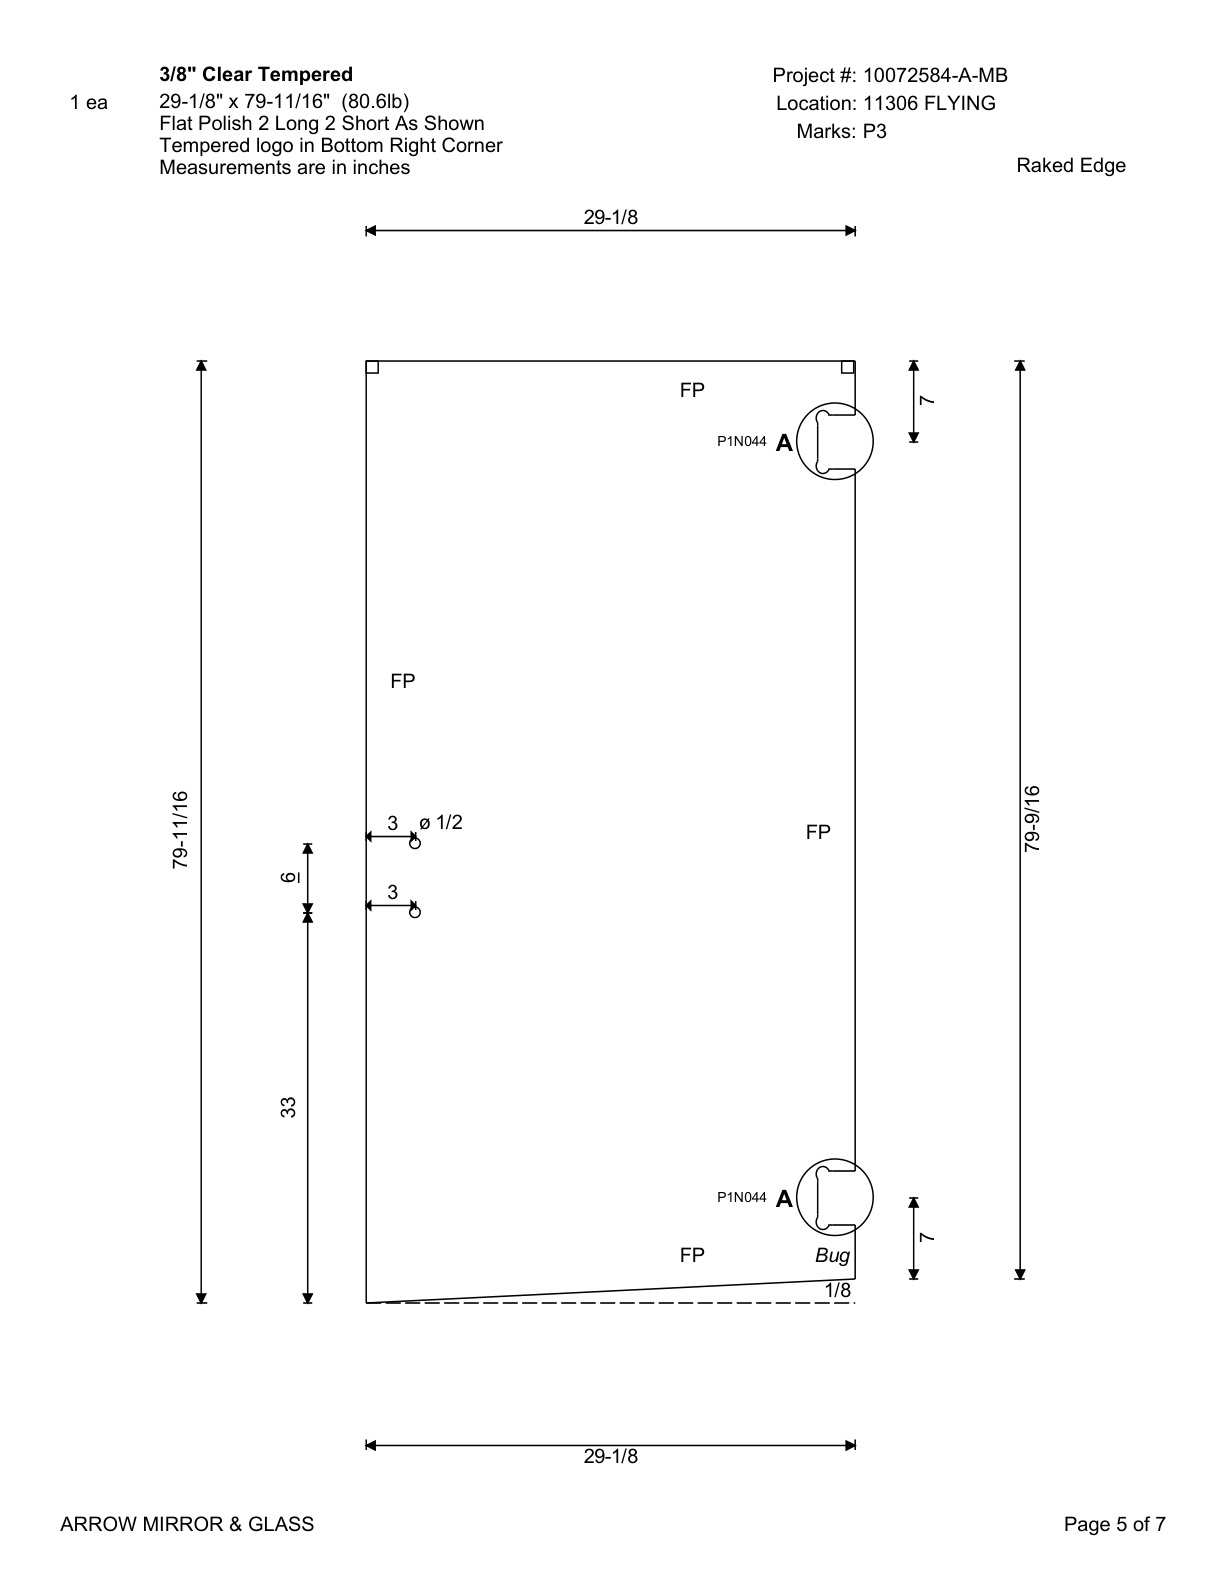 3/8" Clear Tempered
1 ea
29-1/8" x 79-11/16" (80.6lb)
Flat Polish 2 Long 2 Short As Shown
Tempered logo in Bottom Right Corner
Measurements are in inches
Project #: 10072584-A-MB
Location: 11306 FLYING
Marks: P3
Raked Edge
29-1/8
FP
7
P1N044 A
FP
79-11/16
79-9/16
3
ø 1/2
FP
6
3
33
P1N044 A
7
FP
Bug
1/8
29-1/8
ARROW MIRROR & GLASS
Page 5 of 7